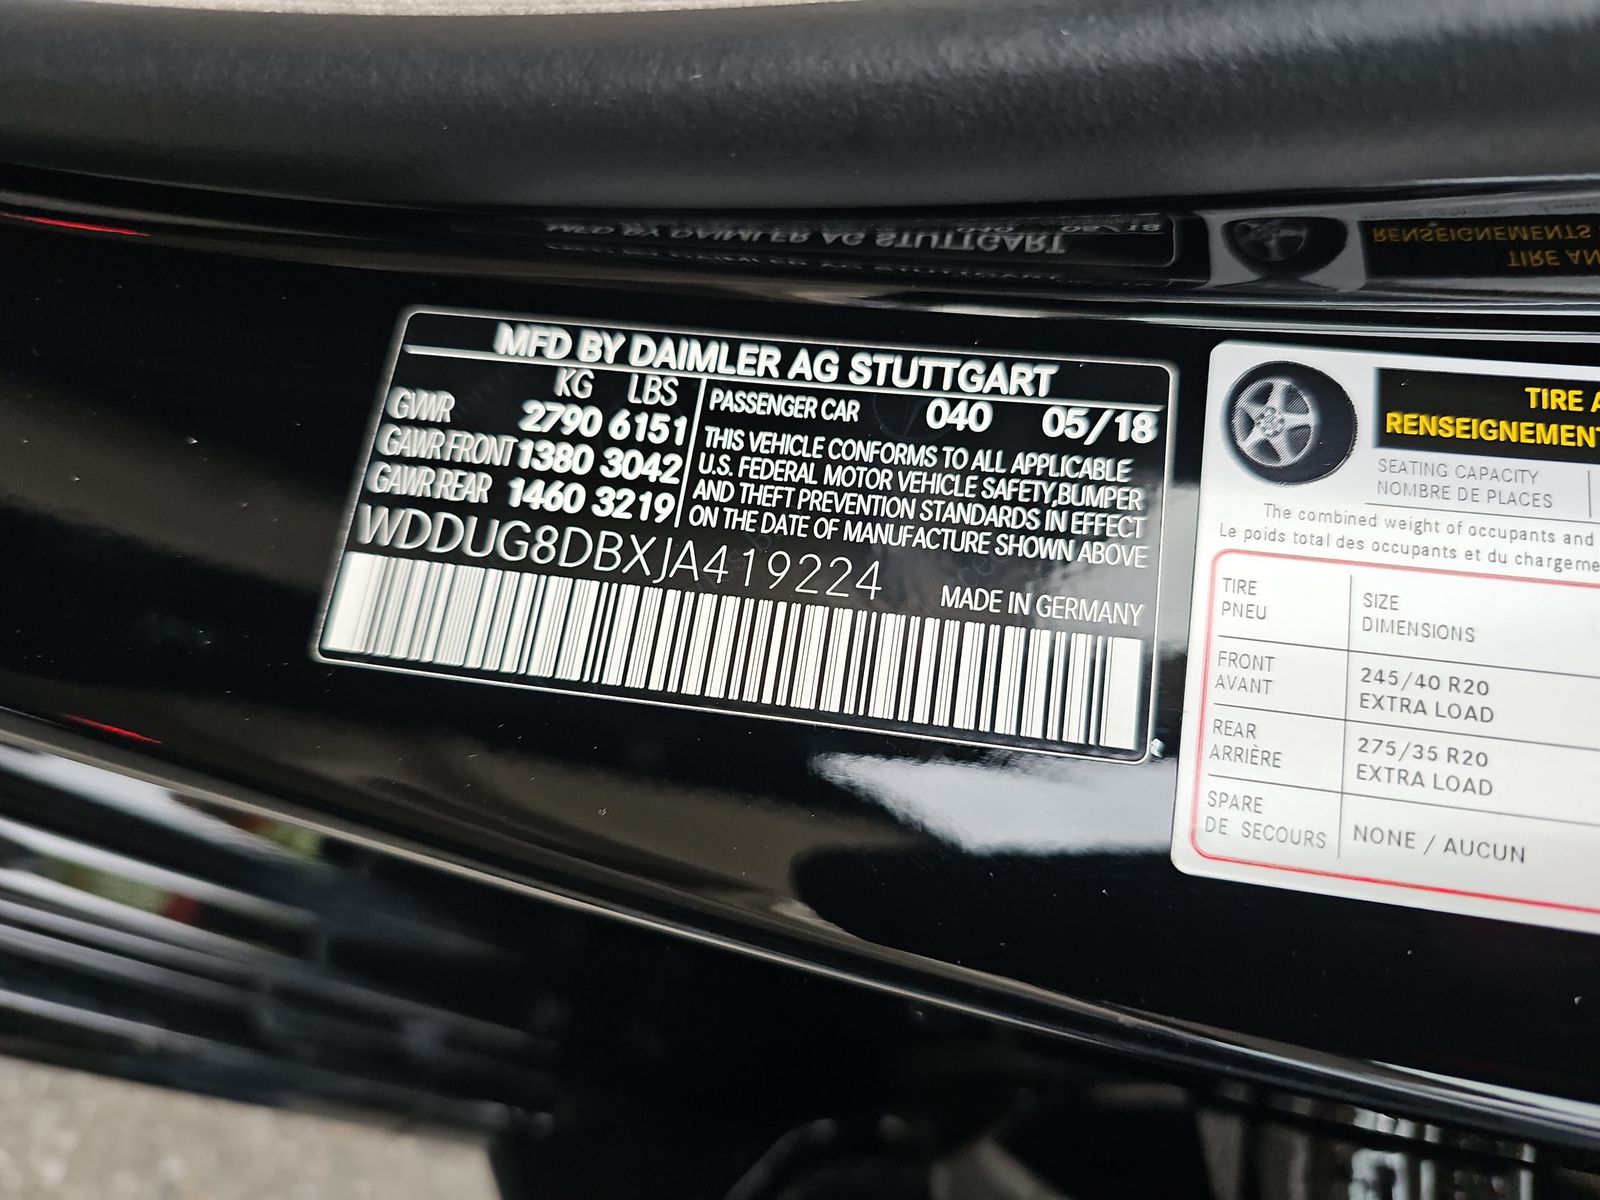 MFD BY DAIMLER AG STUTTGART
KG LBS
GVWR 2790 6151
GAWR FRONT 1380 3042
GAWR REAR 1460 3219
PASSENGER CAR 040 05/18
THIS VEHICLE CONFORMS TO ALL APPLICABLE
U.S. FEDERAL MOTOR VEHICLE SAFETY,BUMPER
AND THEFT PREVENTION STANDARDS IN EFFECT
ON THE DATE OF MANUFACTURE SHOWN ABOVE
WDDUG8DBXJA419224
MADE IN GERMANY
TIRE
RENSEIGNEMENT
SEATING CAPACITY
NOMBRE DE PLACES
The combined weight of occupants and
Le poids total des occupants et du chargeme
TIRE
PNEU
SIZE
DIMENSIONS
FRONT
AVANT
245/40 R20
EXTRA LOAD
REAR
ARRIÈRE
275/35 R20
EXTRA LOAD
SPARE
DE SECOURS
NONE / AUCUN